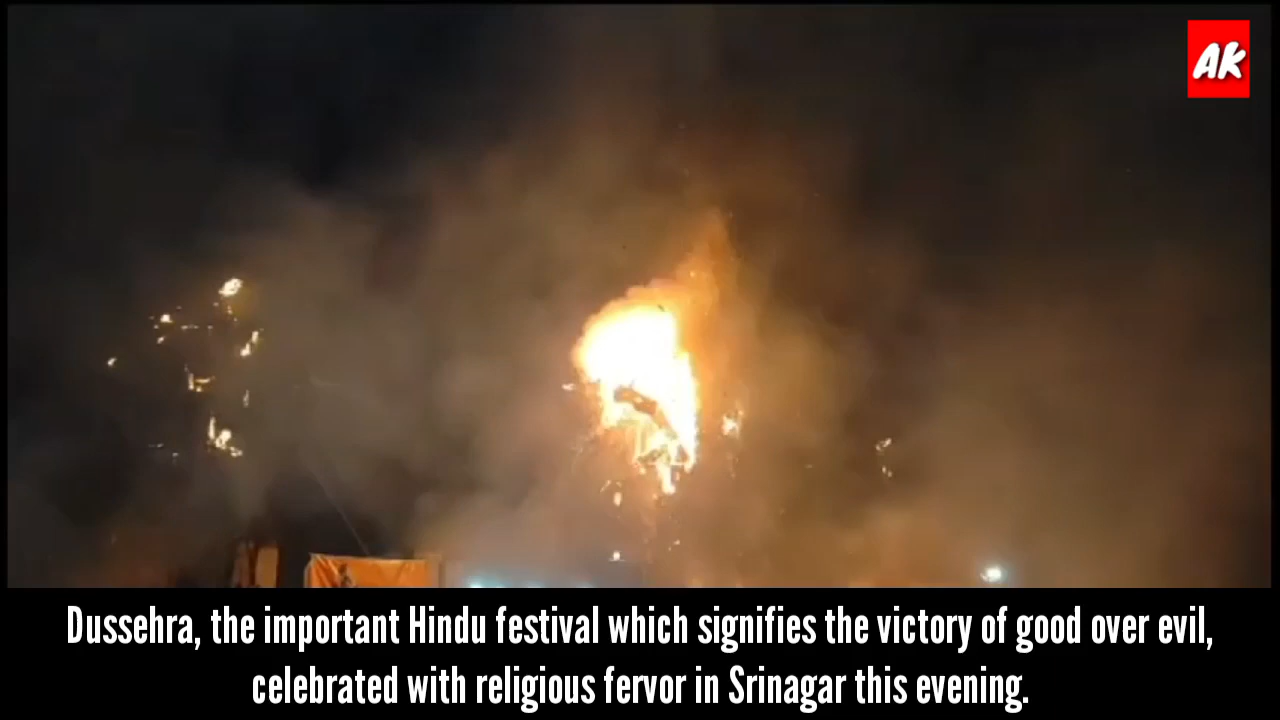 AK
Dussehra, the important Hindu festival which signifies the victory of good over evil,
celebrated with religious fervor in Srinagar this evening.